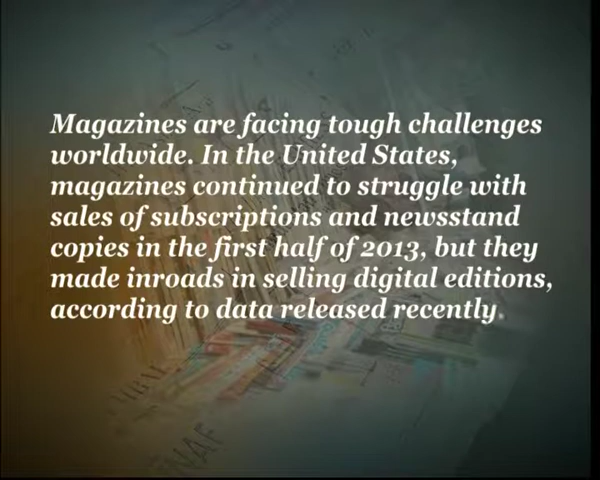 Magazines are facing tough challenges
worldwide. In the United States,
magazines continued to struggle with
sales of subscriptions and newsstand
copies in the first half of 2013, but they
made inroads in selling digital editions,
according to data released recently.